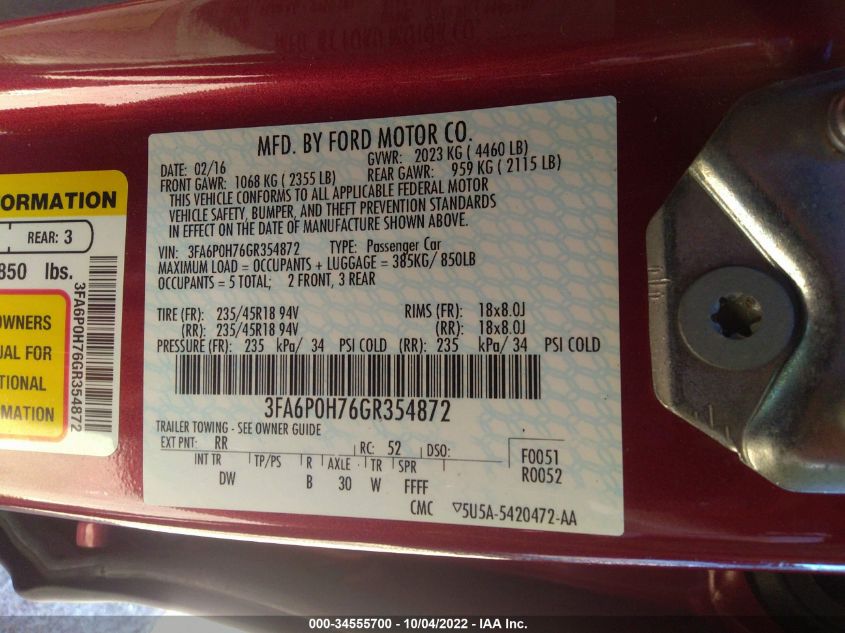 MFD. BY FORD MOTOR CO.
DATE: 02/16 GVWR: 2023 KG ( 4460 LB)
FRONT GAWR: 1068 KG ( 2355 LB) REAR GAWR: 959 KG ( 2115 LB)
THIS VEHICLE CONFORMS TO ALL APPLICABLE FEDERAL MOTOR
VEHICLE SAFETY, BUMPER, AND THEFT PREVENTION STANDARDS
IN EFFECT ON THE DATE OF MANUFACTURE SHOWN ABOVE.
VIN: 3FA6P0H76GR354872 TYPE: Passenger Car
MAXIMUM LOAD = OCCUPANTS + LUGGAGE = 385KG/ 850LB
OCCUPANTS = 5 TOTAL; 2 FRONT, 3 REAR
TIRE (FR): 235/45R18 94V RIMS (FR): 18x8.0J
(RR): 235/45R18 94V (RR): 18x8.0J
PRESSURE (FR): 235 kPa/ 34 PSI COLD (RR): 235 kPa/ 34 PSI COLD
3FA6P0H76GR354872
TRAILER TOWING - SEE OWNER GUIDE
EXT PNT: RR RC: 52 DSO: F0051
INT TR TP/PS R AXLE TR SPR R0052
DW B 30 W FFFF
CMC ▽5U5A-5420472-AA
ORMATION
REAR: 3
850 lbs.
OWNERS
UAL FOR
TIONAL
RMATION
3FA6P0H76GR354872
000-34555700 - 10/04/2022 - IAA Inc.